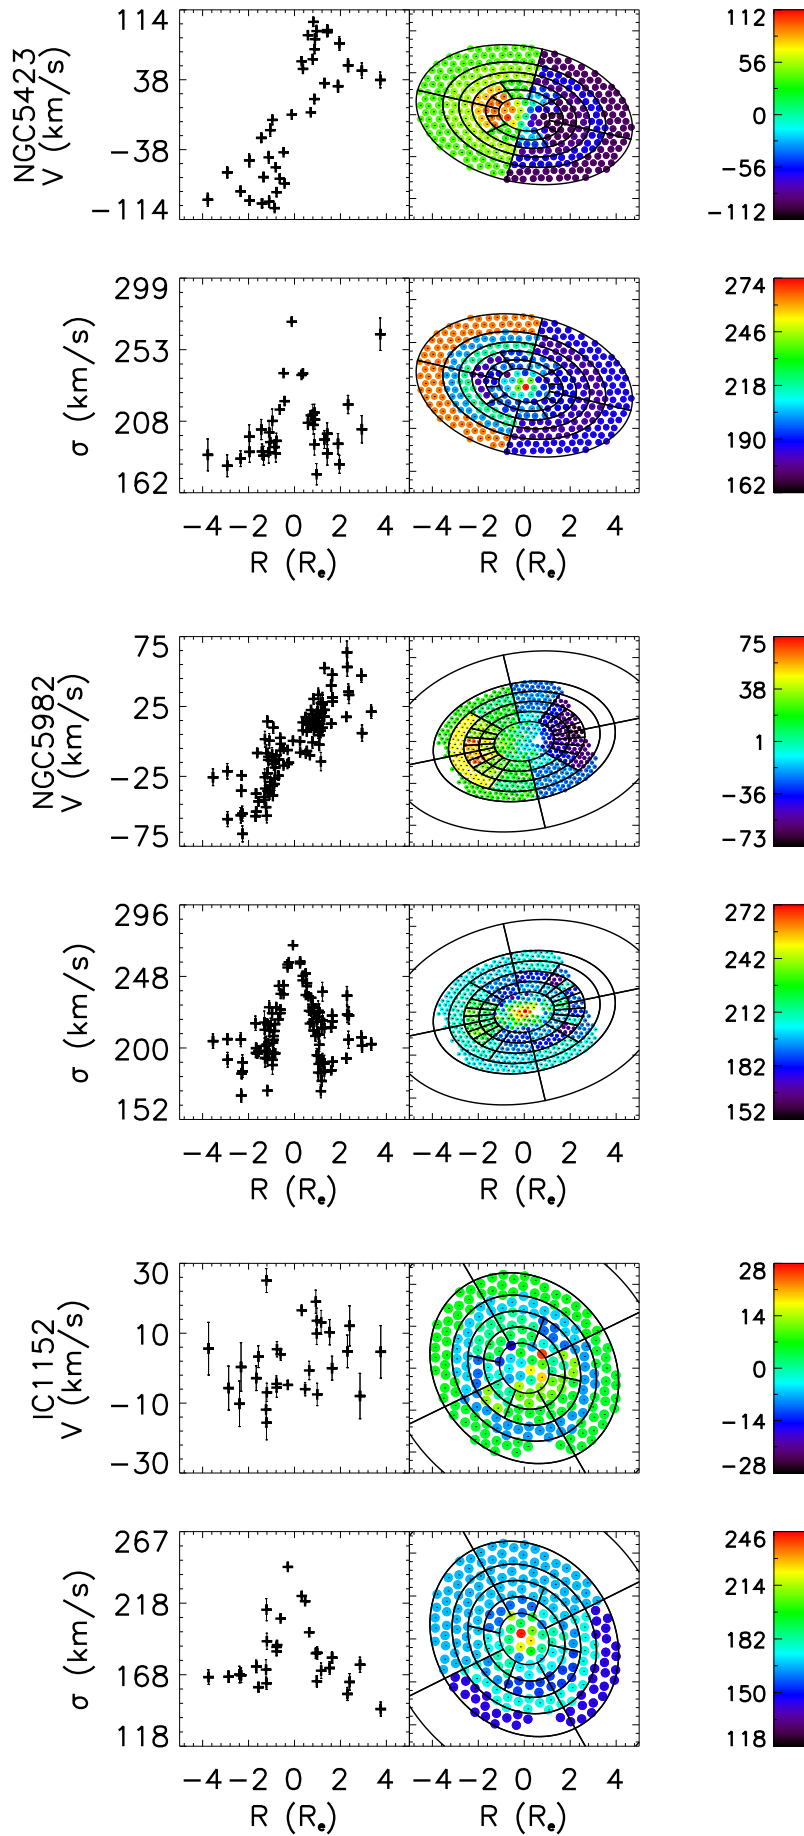 NGC5423
V (km/s)
114
38
−38
−114
112
56
0
−56
−112
σ (km/s)
299
253
208
162
274
246
218
190
162
−4 −2 0 2 4
−4 −2 0 2 4
R (Re)
R (Re)
NGC5982
V (km/s)
75
25
−25
−75
75
38
1
−36
−73
σ (km/s)
296
248
200
152
272
242
212
182
152
−4 −2 0 2 4
−4 −2 0 2 4
R (Re)
R (Re)
IC1152
V (km/s)
30
10
−10
−30
28
14
0
−14
−28
σ (km/s)
267
218
168
118
246
214
182
150
118
−4 −2 0 2 4
−4 −2 0 2 4
R (Re)
R (Re)